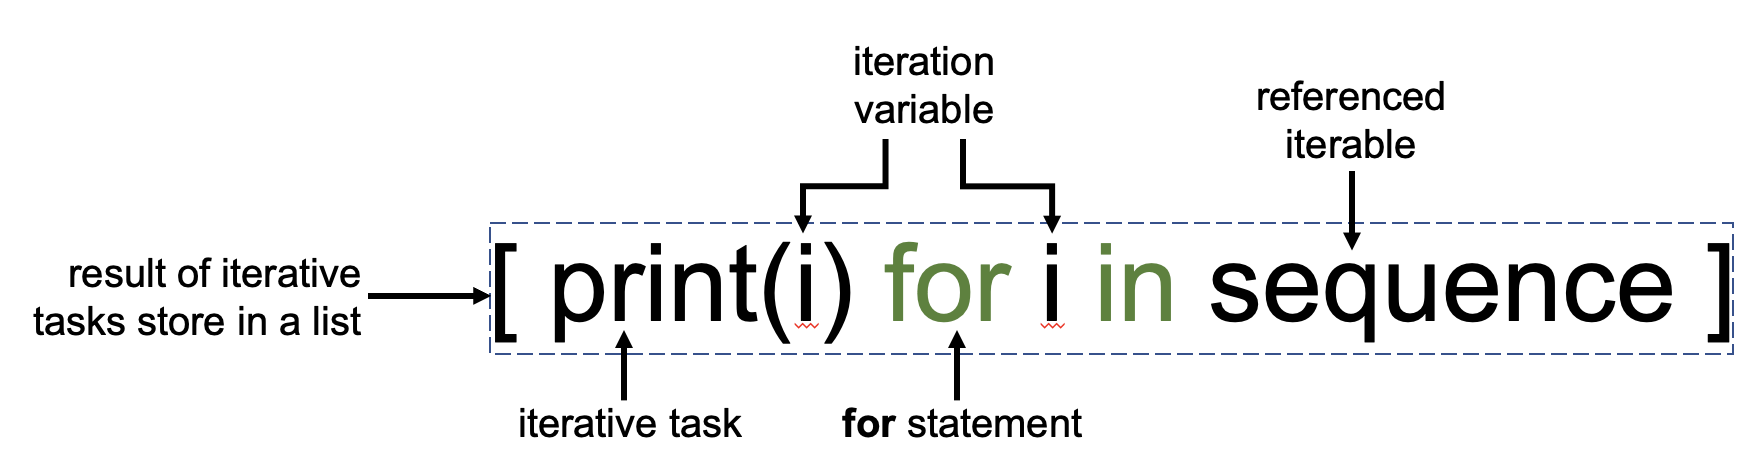 iteration
variable
referenced
iterable
result of iterative
tasks store in a list
[ print(i) for i in sequence ]
iterative task
for statement